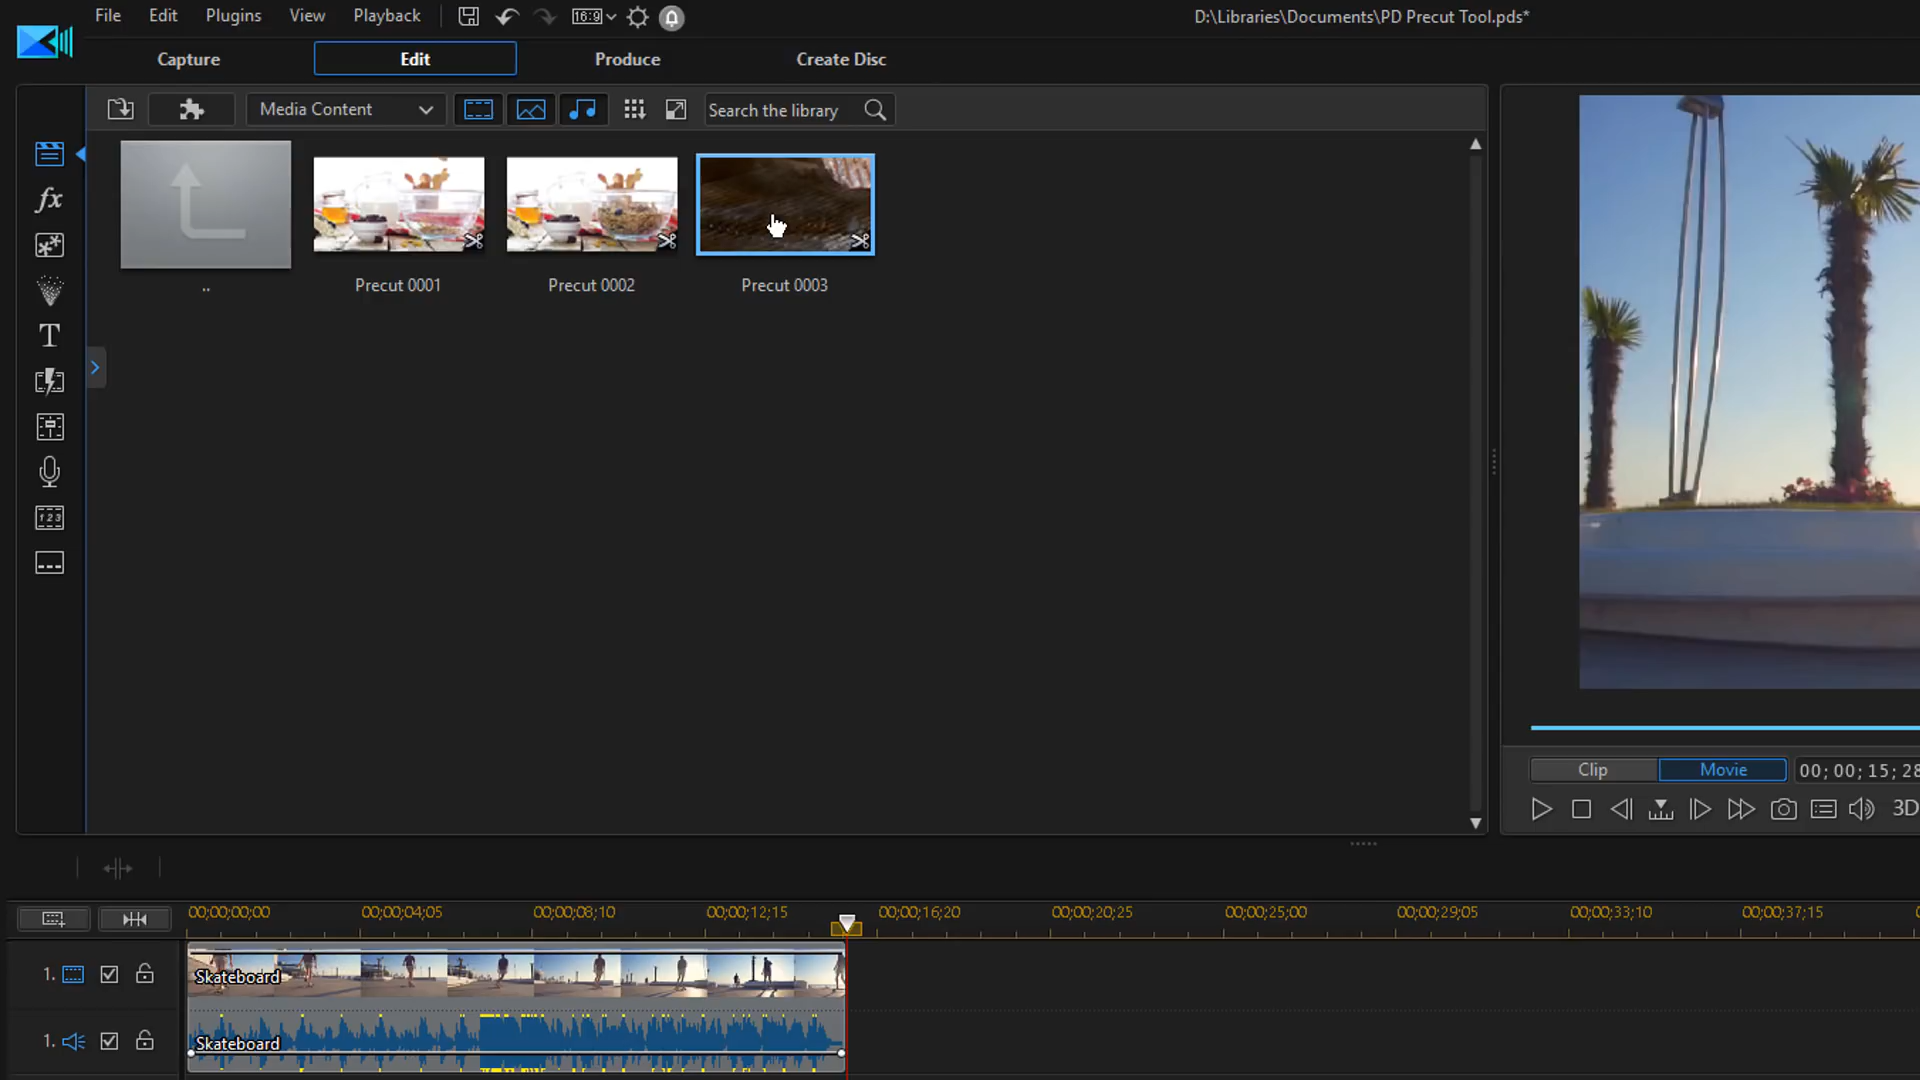 File Edit Plugins View Playback 16:9 D:\Libraries\Documents\PD Precut Tool.pds*
Capture Edit Produce Create Disc
Media Content Search the library
fx
T
1 2 3
.. Precut 0001 Precut 0002 Precut 0003
Clip Movie 00; 00; 15; 28
3D
00;00;00;00 00;00;04;05 00;00;08;10 00;00;12;15 00;00;16;20 00;00;20;25 00;00;25;00 00;00;29;05 00;00;33;10 00;00;37;15
1. Skateboard
1. Skateboard